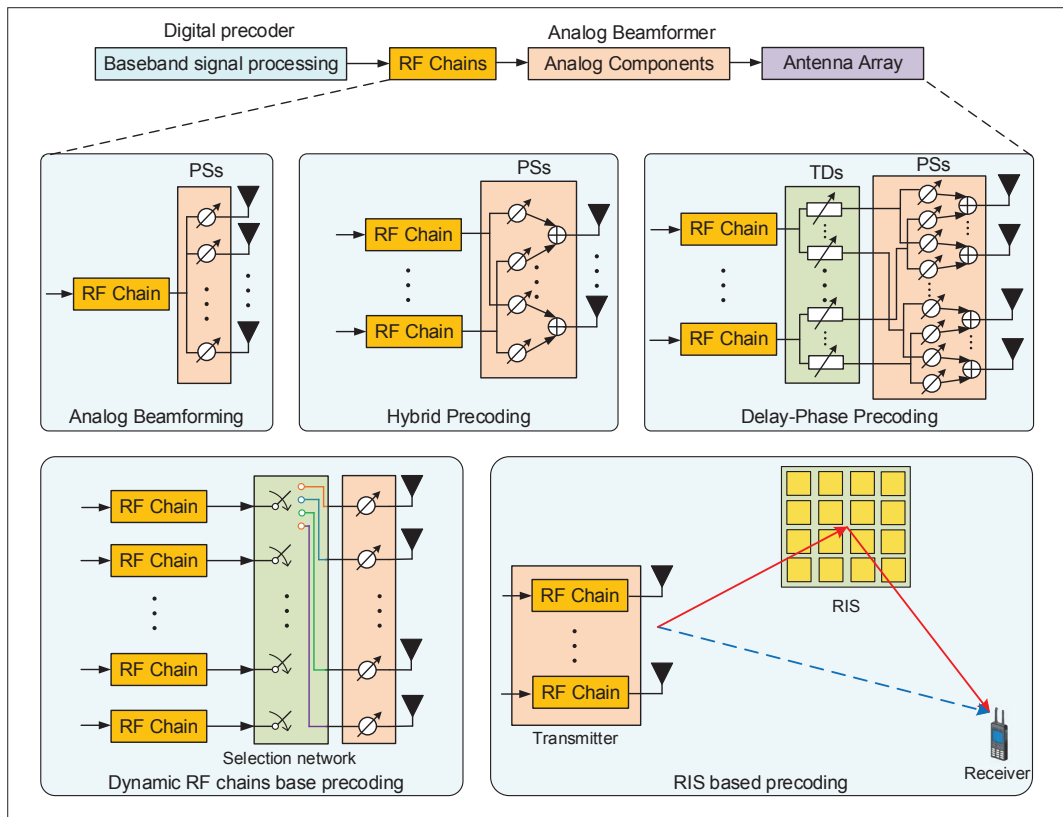 Digital precoder
Analog Beamformer
Baseband signal processing
RF Chains
Analog Components
Antenna Array
PSs
RF Chain
Analog Beamforming
PSs
RF Chain
RF Chain
Hybrid Precoding
TDs
PSs
RF Chain
RF Chain
Delay-Phase Precoding
RF Chain
RF Chain
RF Chain
RF Chain
Selection network
Dynamic RF chains base precoding
RIS
RF Chain
RF Chain
Transmitter
Receiver
RIS based precoding